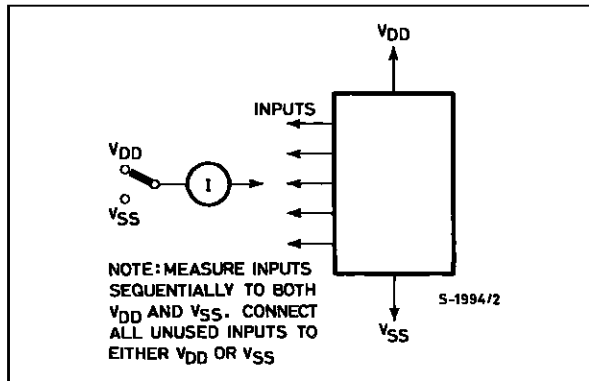 VDD
INPUTS
VDD
I
VSS
NOTE: MEASURE INPUTS
SEQUENTIALLY TO BOTH
VDD AND VSS. CONNECT
ALL UNUSED INPUTS TO
EITHER VDD OR VSS
S-1994/2
VSS